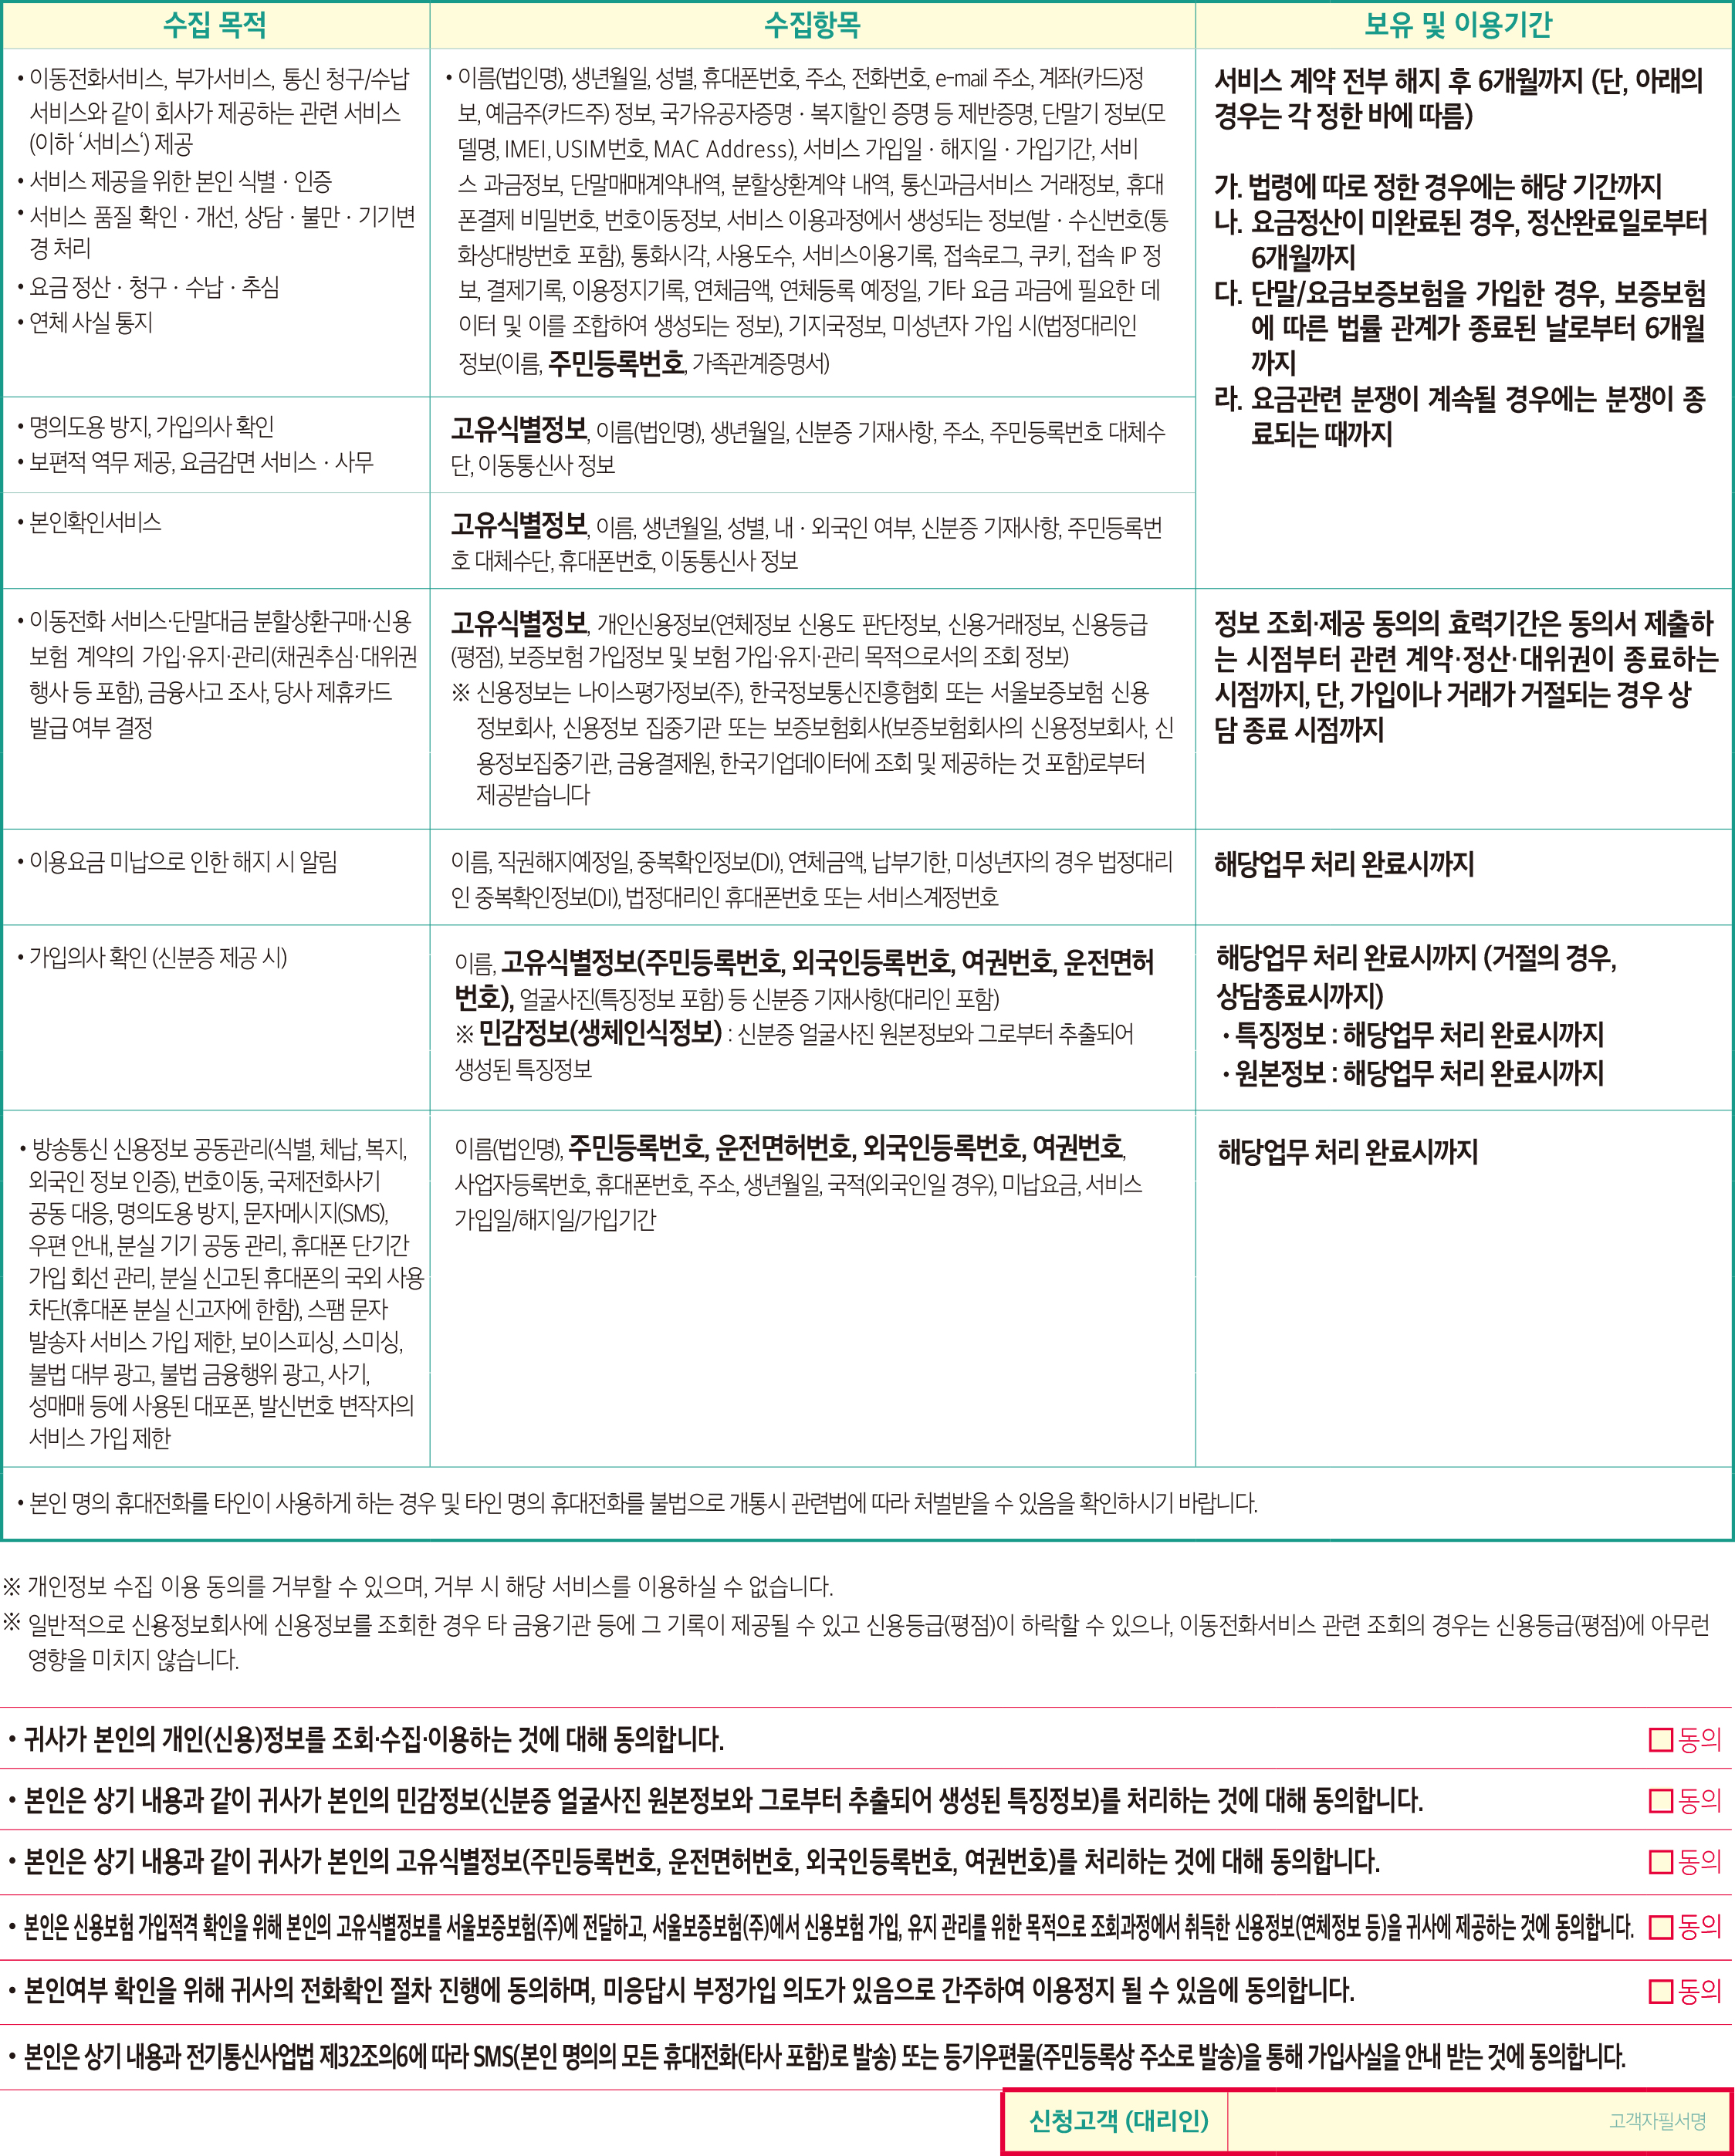 수집 목적
수집항목
보유 및 이용기간
• 이동전화서비스, 부가서비스, 통신 청구/수납
서비스와 같이 회사가 제공하는 관련 서비스
(이하 ‘서비스‘) 제공
• 서비스 제공을 위한 본인 식별 · 인증
• 서비스 품질 확인 · 개선, 상담 · 불만 · 기기변
경 처리
• 요금 정산 · 청구 · 수납 · 추심
• 연체 사실 통지
• 이름(법인명), 생년월일, 성별, 휴대폰번호, 주소, 전화번호, e-mail 주소, 계좌(카드)정
보, 예금주(카드주) 정보, 국가유공자증명 · 복지할인 증명 등 제반증명, 단말기 정보(모
델명, IMEI, USIM번호, MAC Address), 서비스 가입일 · 해지일 · 가입기간, 서비
스 과금정보, 단말매매계약내역, 분할상환계약 내역, 통신과금서비스 거래정보, 휴대
폰결제 비밀번호, 번호이동정보, 서비스 이용과정에서 생성되는 정보(발 · 수신번호(통
화상대방번호 포함), 통화시각, 사용도수, 서비스이용기록, 접속로그, 쿠키, 접속 IP 정
보, 결제기록, 이용정지기록, 연체금액, 연체등록 예정일, 기타 요금 과금에 필요한 데
이터 및 이를 조합하여 생성되는 정보), 기지국정보, 미성년자 가입 시(법정대리인
정보(이름, 주민등록번호, 가족관계증명서)
서비스 계약 전부 해지 후 6개월까지 (단, 아래의
경우는 각 정한 바에 따름)
가. 법령에 따로 정한 경우에는 해당 기간까지
나. 요금정산이 미완료된 경우, 정산완료일로부터
6개월까지
다. 단말/요금보증보험을 가입한 경우, 보증보험
에 따른 법률 관계가 종료된 날로부터 6개월
까지
라. 요금관련 분쟁이 계속될 경우에는 분쟁이 종
료되는 때까지
• 명의도용 방지, 가입의사 확인
• 보편적 역무 제공, 요금감면 서비스 · 사무
고유식별정보, 이름(법인명), 생년월일, 신분증 기재사항, 주소, 주민등록번호 대체수
단, 이동통신사 정보
• 본인확인서비스
고유식별정보, 이름, 생년월일, 성별, 내 · 외국인 여부, 신분증 기재사항, 주민등록번
호 대체수단, 휴대폰번호, 이동통신사 정보
• 이동전화 서비스·단말대금 분할상환구매·신용
보험 계약의 가입·유지·관리(채권추심·대위권
행사 등 포함), 금융사고 조사, 당사 제휴카드
발급 여부 결정
고유식별정보, 개인신용정보(연체정보 신용도 판단정보, 신용거래정보, 신용등급
(평점), 보증보험 가입정보 및 보험 가입·유지·관리 목적으로서의 조회 정보)
※ 신용정보는 나이스평가정보(주), 한국정보통신진흥협회 또는 서울보증보험 신용
정보회사, 신용정보 집중기관 또는 보증보험회사(보증보험회사의 신용정보회사, 신
용정보집중기관, 금융결제원, 한국기업데이터에 조회 및 제공하는 것 포함)로부터
제공받습니다
정보 조회·제공 동의의 효력기간은 동의서 제출하
는 시점부터 관련 계약·정산·대위권이 종료하는
시점까지, 단, 가입이나 거래가 거절되는 경우 상
담 종료 시점까지
• 이용요금 미납으로 인한 해지 시 알림
이름, 직권해지예정일, 중복확인정보(DI), 연체금액, 납부기한, 미성년자의 경우 법정대리
인 중복확인정보(DI), 법정대리인 휴대폰번호 또는 서비스계정번호
해당업무 처리 완료시까지
• 가입의사 확인 (신분증 제공 시)
이름, 고유식별정보(주민등록번호, 외국인등록번호, 여권번호, 운전면허
번호), 얼굴사진(특징정보 포함) 등 신분증 기재사항(대리인 포함)
※ 민감정보(생체인식정보) : 신분증 얼굴사진 원본정보와 그로부터 추출되어
생성된 특징정보
해당업무 처리 완료시까지 (거절의 경우,
상담종료시까지)
· 특징정보 : 해당업무 처리 완료시까지
· 원본정보 : 해당업무 처리 완료시까지
• 방송통신 신용정보 공동관리(식별, 체납, 복지,
외국인 정보 인증), 번호이동, 국제전화사기
공동 대응, 명의도용 방지, 문자메시지(SMS),
우편 안내, 분실 기기 공동 관리, 휴대폰 단기간
가입 회선 관리, 분실 신고된 휴대폰의 국외 사용
차단(휴대폰 분실 신고자에 한함), 스팸 문자
발송자 서비스 가입 제한, 보이스피싱, 스미싱,
불법 대부 광고, 불법 금융행위 광고, 사기,
성매매 등에 사용된 대포폰, 발신번호 변작자의
서비스 가입 제한
이름(법인명), 주민등록번호, 운전면허번호, 외국인등록번호, 여권번호,
사업자등록번호, 휴대폰번호, 주소, 생년월일, 국적(외국인일 경우), 미납요금, 서비스
가입일/해지일/가입기간
해당업무 처리 완료시까지
• 본인 명의 휴대전화를 타인이 사용하게 하는 경우 및 타인 명의 휴대전화를 불법으로 개통시 관련법에 따라 처벌받을 수 있음을 확인하시기 바랍니다.
※ 개인정보 수집 이용 동의를 거부할 수 있으며, 거부 시 해당 서비스를 이용하실 수 없습니다.
※ 일반적으로 신용정보회사에 신용정보를 조회한 경우 타 금융기관 등에 그 기록이 제공될 수 있고 신용등급(평점)이 하락할 수 있으나, 이동전화서비스 관련 조회의 경우는 신용등급(평점)에 아무런
영향을 미치지 않습니다.
• 귀사가 본인의 개인(신용)정보를 조회·수집·이용하는 것에 대해 동의합니다. □ 동의
• 본인은 상기 내용과 같이 귀사가 본인의 민감정보(신분증 얼굴사진 원본정보와 그로부터 추출되어 생성된 특징정보)를 처리하는 것에 대해 동의합니다. □ 동의
• 본인은 상기 내용과 같이 귀사가 본인의 고유식별정보(주민등록번호, 운전면허번호, 외국인등록번호, 여권번호)를 처리하는 것에 대해 동의합니다. □ 동의
• 본인은 신용보험 가입적격 확인을 위해 본인의 고유식별정보를 서울보증보험(주)에 전달하고, 서울보증보험(주)에서 신용보험 가입, 유지 관리를 위한 목적으로 조회과정에서 취득한 신용정보(연체정보 등)을 귀사에 제공하는 것에 동의합니다. □ 동의
• 본인여부 확인을 위해 귀사의 전화확인 절차 진행에 동의하며, 미응답시 부정가입 의도가 있음으로 간주하여 이용정지 될 수 있음에 동의합니다. □ 동의
• 본인은 상기 내용과 전기통신사업법 제32조의6에 따라 SMS(본인 명의의 모든 휴대전화(타사 포함)로 발송) 또는 등기우편물(주민등록상 주소로 발송)을 통해 가입사실을 안내 받는 것에 동의합니다.
신청고객 (대리인)
고객자필서명